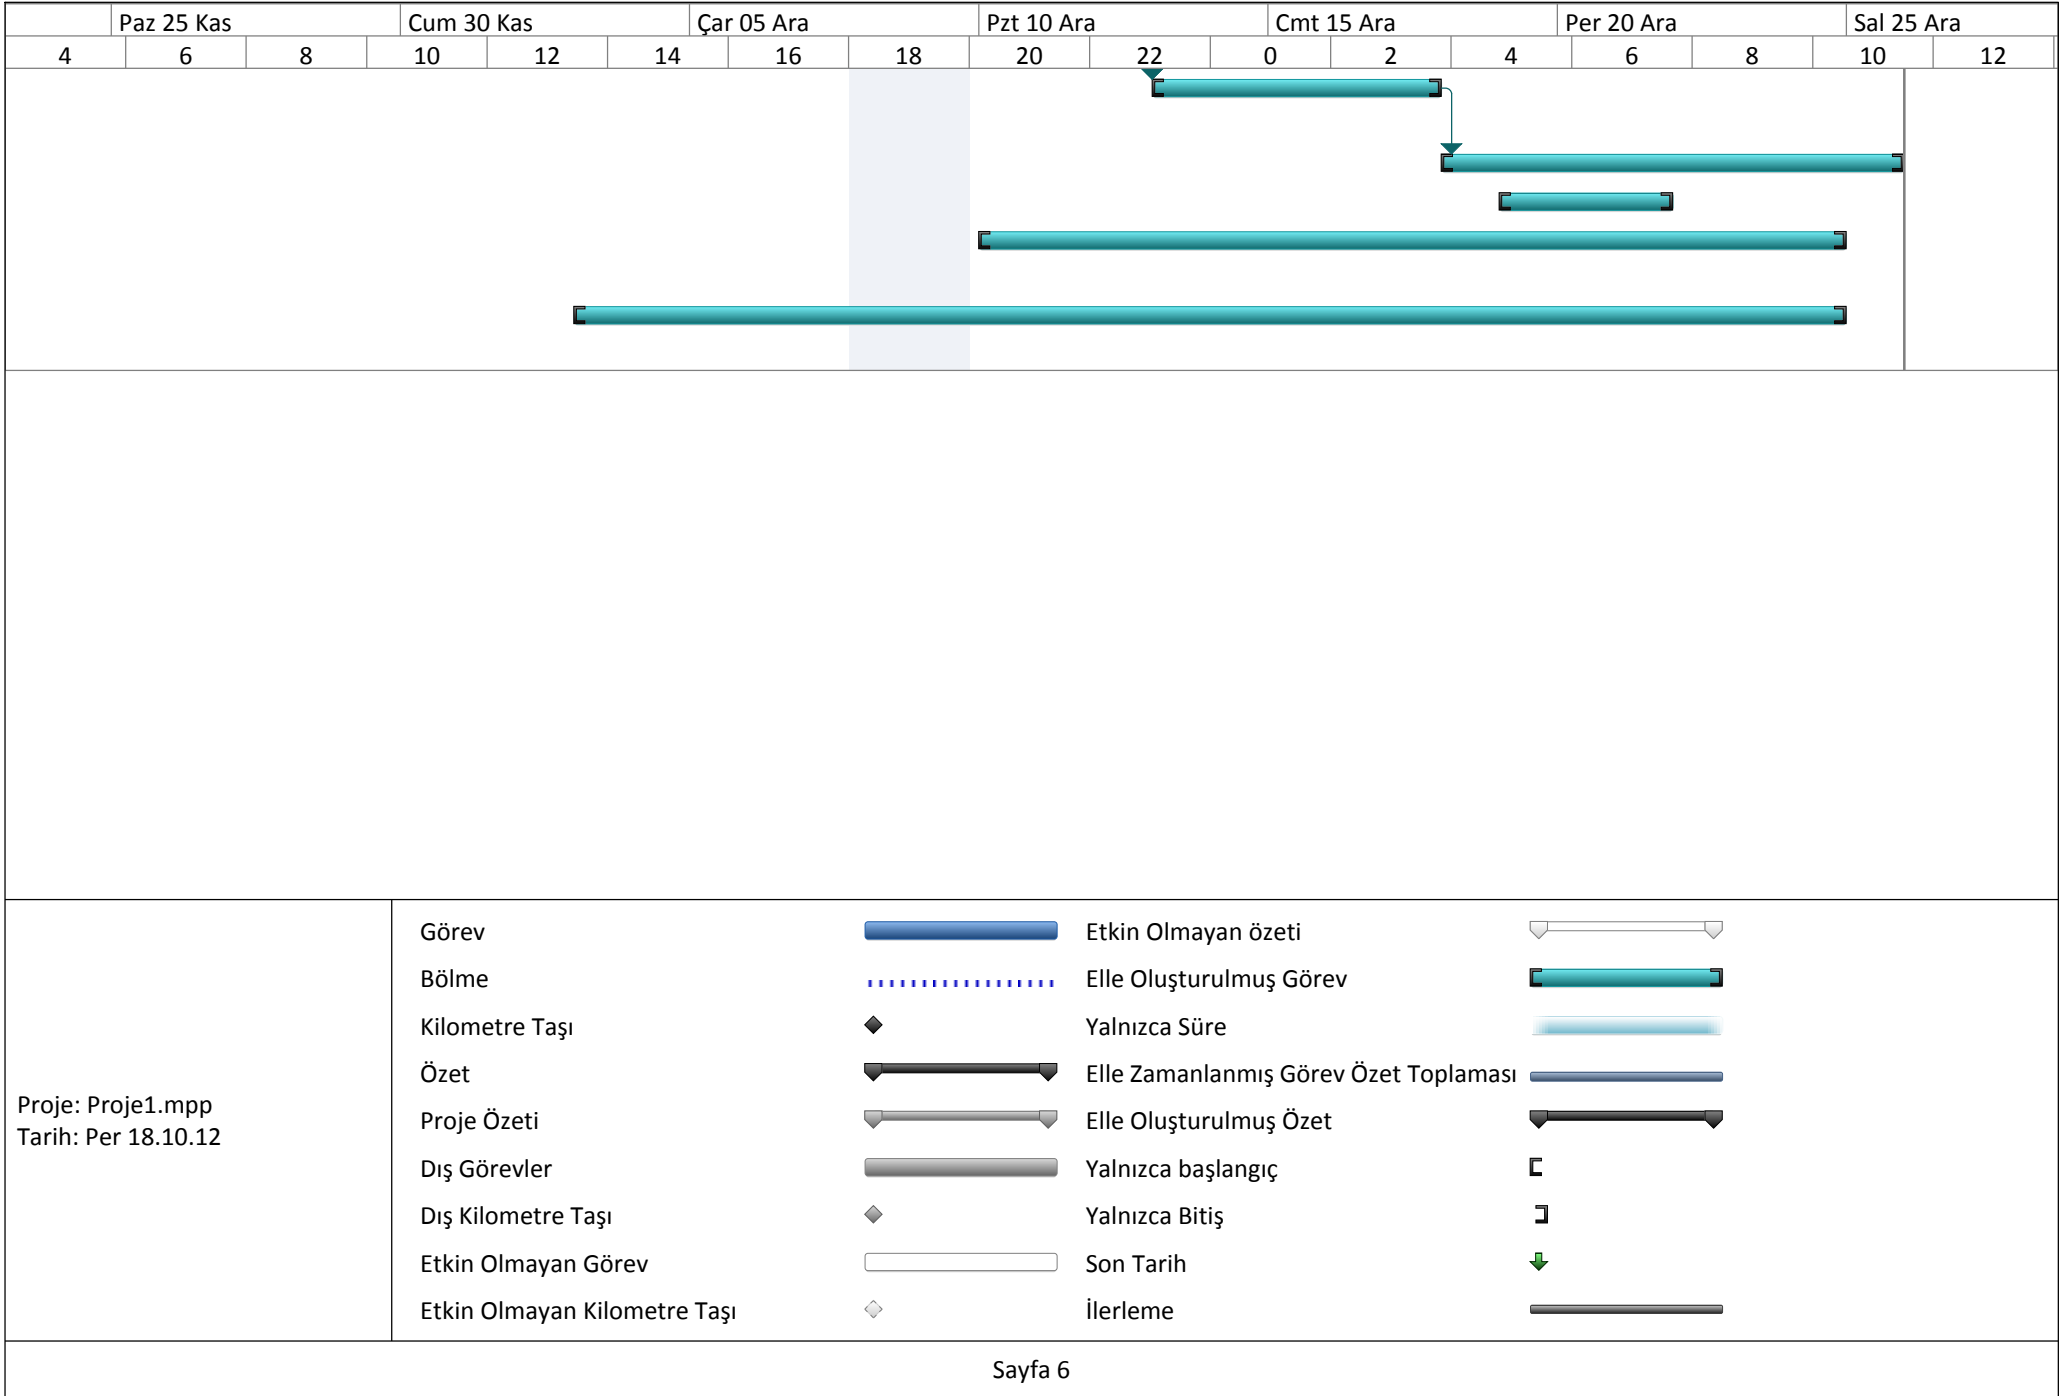 Paz 25 Kas Cum 30 Kas Çar 05 Ara Pzt 10 Ara Cmt 15 Ara Per 20 Ara Sal 25 Ara
4 6 8 10 12 14 16 18 20 22 0 2 4 6 8 10 12
Proje: Proje1.mpp
Tarih: Per 18.10.12
Görev
Bölme
Kilometre Taşı
Özet
Proje Özeti
Dış Görevler
Dış Kilometre Taşı
Etkin Olmayan Görev
Etkin Olmayan Kilometre Taşı
Etkin Olmayan özeti
Elle Oluşturulmuş Görev
Yalnızca Süre
Elle Zamanlanmış Görev Özet Toplaması
Elle Oluşturulmuş Özet
Yalnızca başlangıç
Yalnızca Bitiş
Son Tarih
İlerleme
Sayfa 6